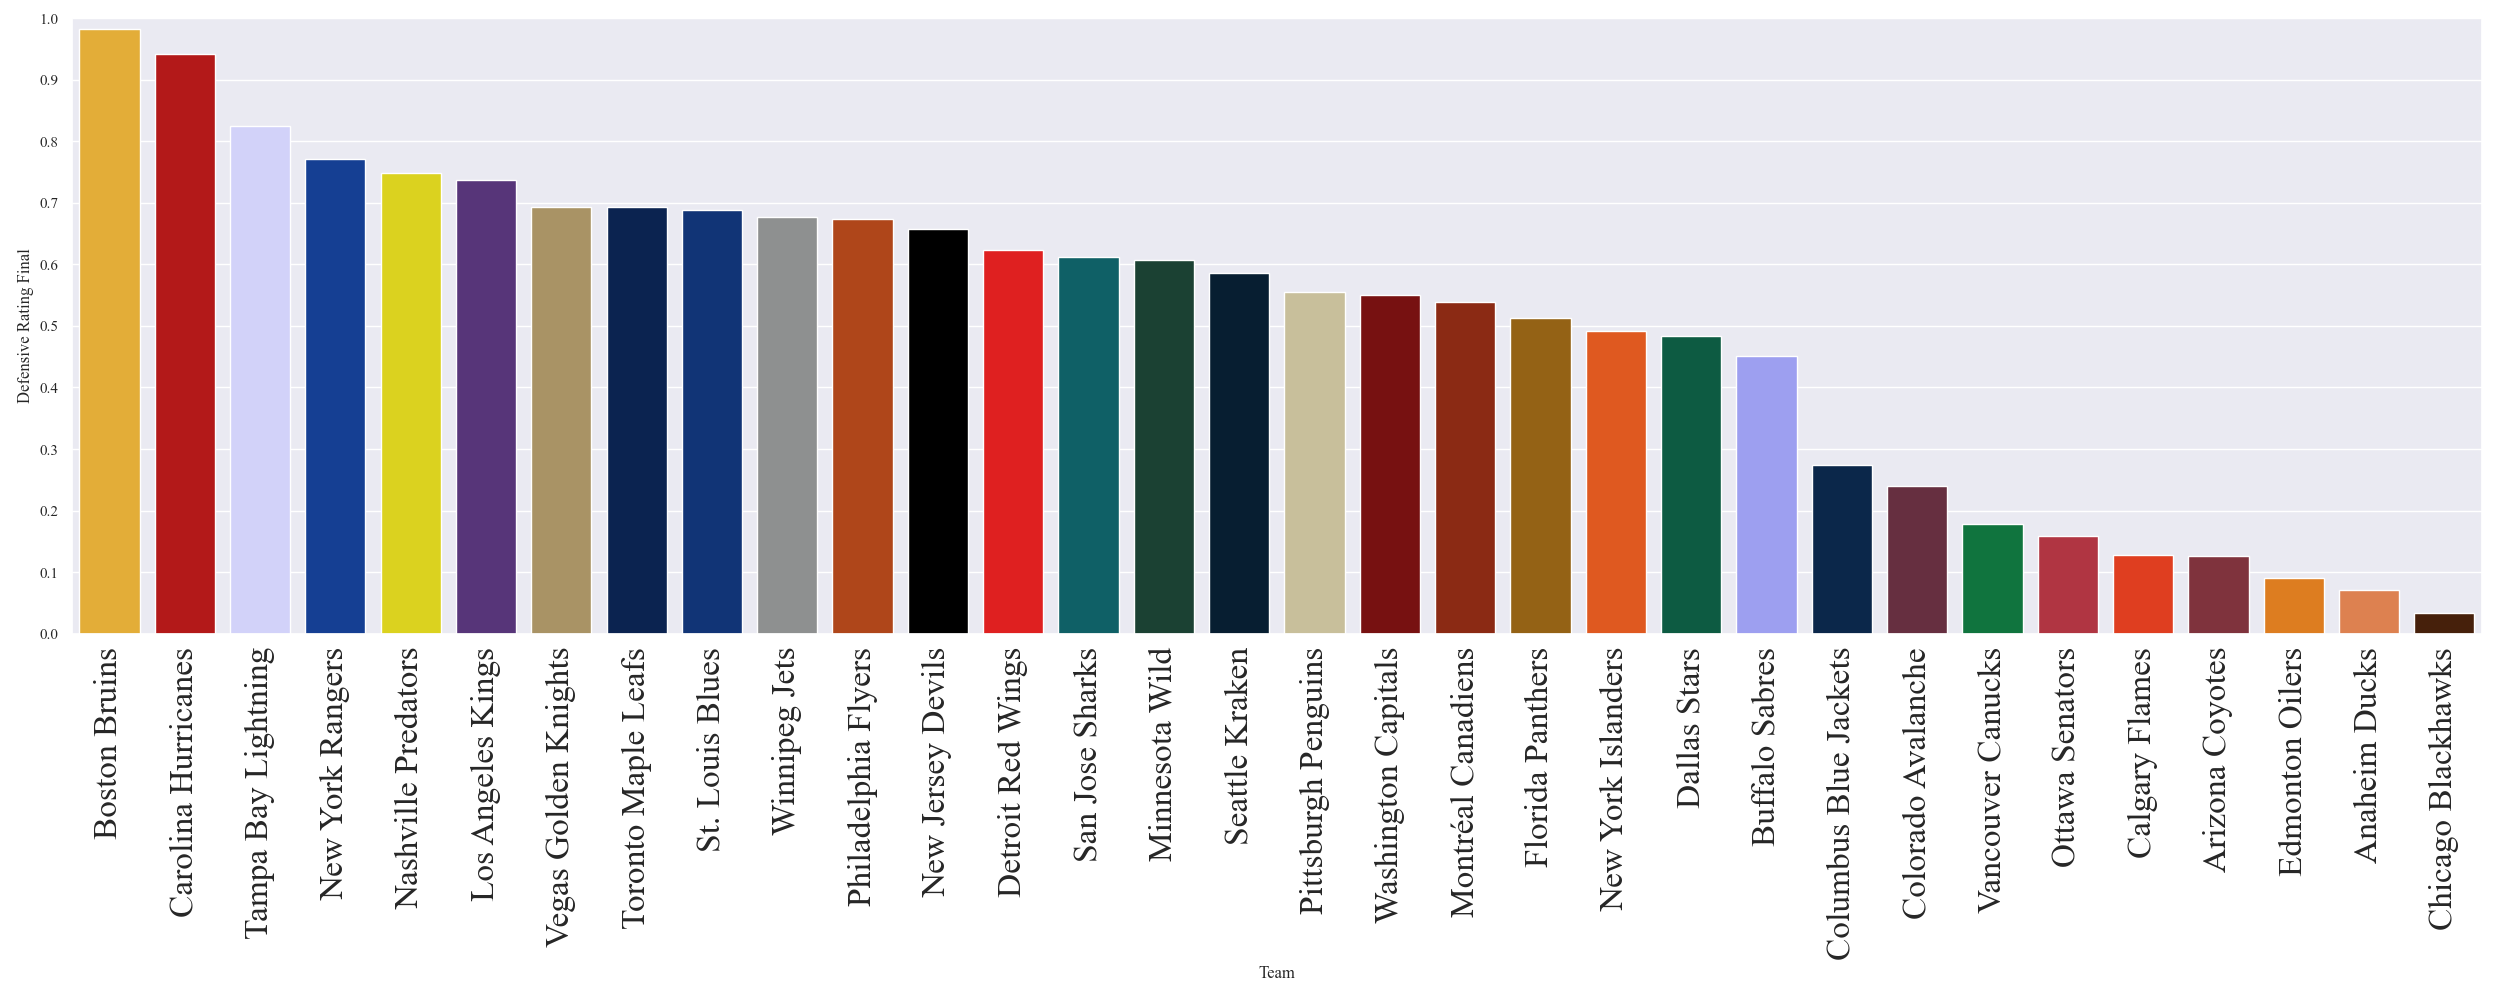 1.0
0.9
0.8
0.7
0.6
0.5
0.4
0.3
0.2
0.1
0.0
Defensive Rating Final
Boston Bruins
Carolina Hurricanes
Tampa Bay Lightning
New York Rangers
Nashville Predators
Los Angeles Kings
Vegas Golden Knights
Toronto Maple Leafs
St. Louis Blues
Winnipeg Jets
Philadelphia Flyers
New Jersey Devils
Detroit Red Wings
San Jose Sharks
Minnesota Wild
Seattle Kraken
Pittsburgh Penguins
Washington Capitals
Montréal Canadiens
Florida Panthers
New York Islanders
Dallas Stars
Buffalo Sabres
Columbus Blue Jackets
Colorado Avalanche
Vancouver Canucks
Ottawa Senators
Calgary Flames
Arizona Coyotes
Edmonton Oilers
Anaheim Ducks
Chicago Blackhawks
Team